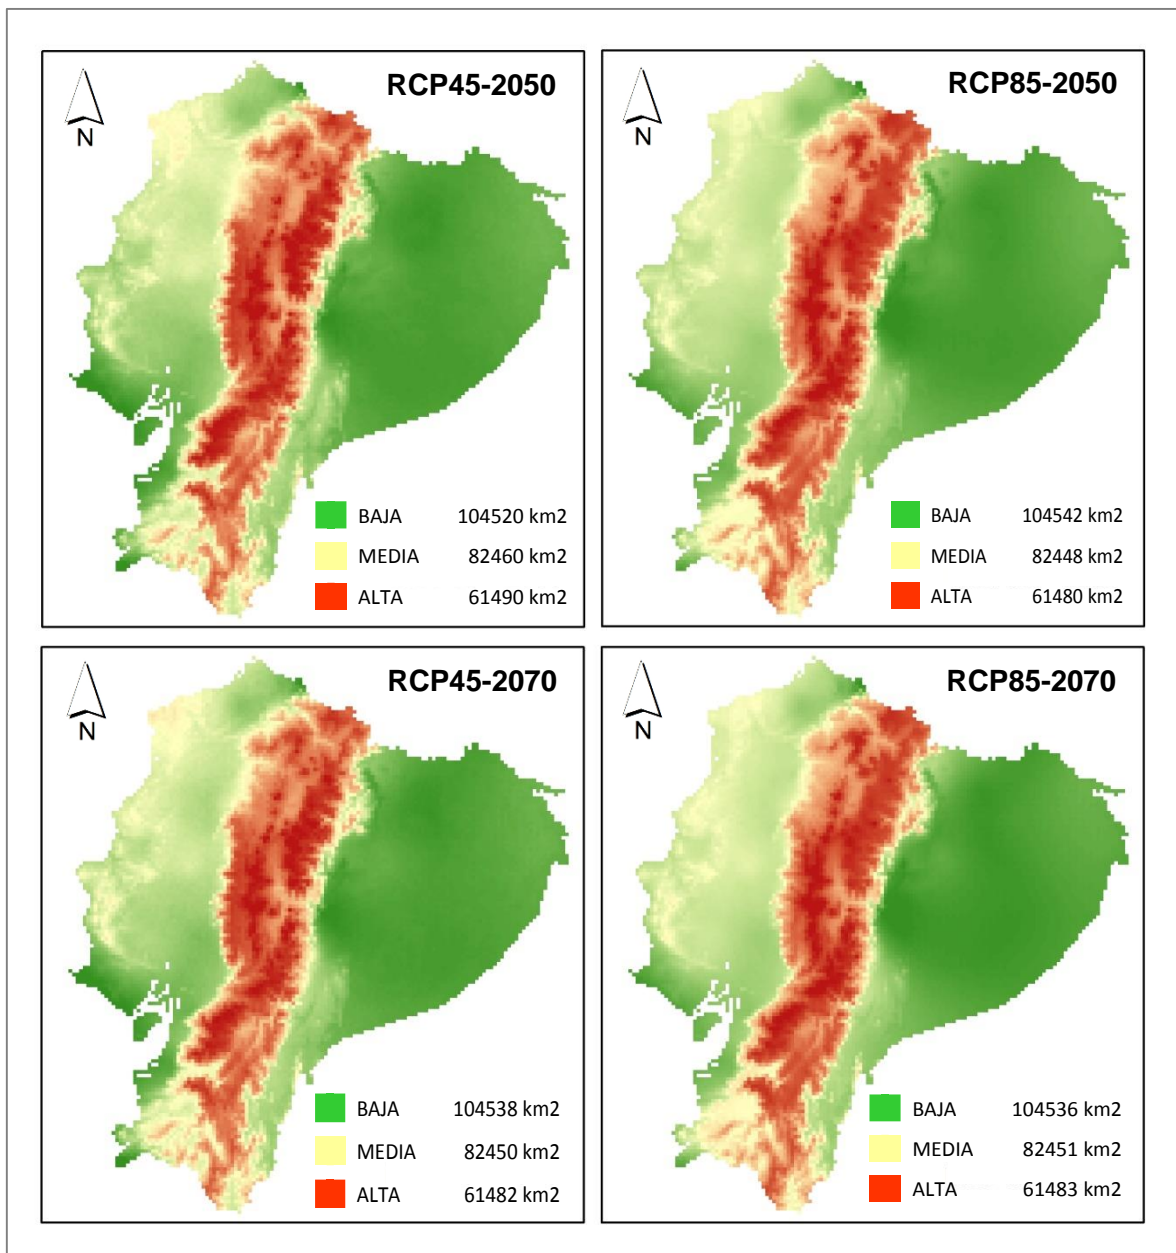 RCP45-2050
N
BAJA 104520 km2
MEDIA 82460 km2
ALTA 61490 km2
RCP85-2050
N
BAJA 104542 km2
MEDIA 82448 km2
ALTA 61480 km2
RCP45-2070
N
BAJA 104538 km2
MEDIA 82450 km2
ALTA 61482 km2
RCP85-2070
N
BAJA 104536 km2
MEDIA 82451 km2
ALTA 61483 km2